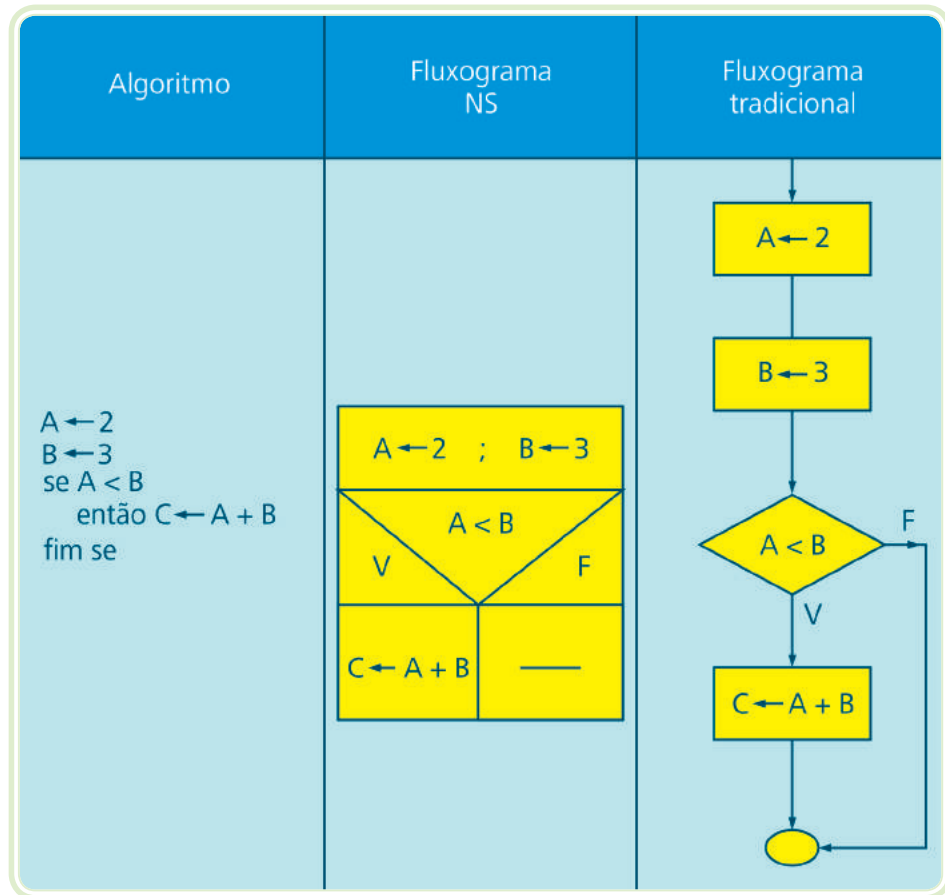 Algoritmo
Fluxograma
NS
Fluxograma
tradicional
A ← 2
B ← 3
se A < B
então C ← A + B
fim se
A ← 2 ; B ← 3
A < B
V
F
C ← A + B
A ← 2
B ← 3
A < B
F
V
C ← A + B